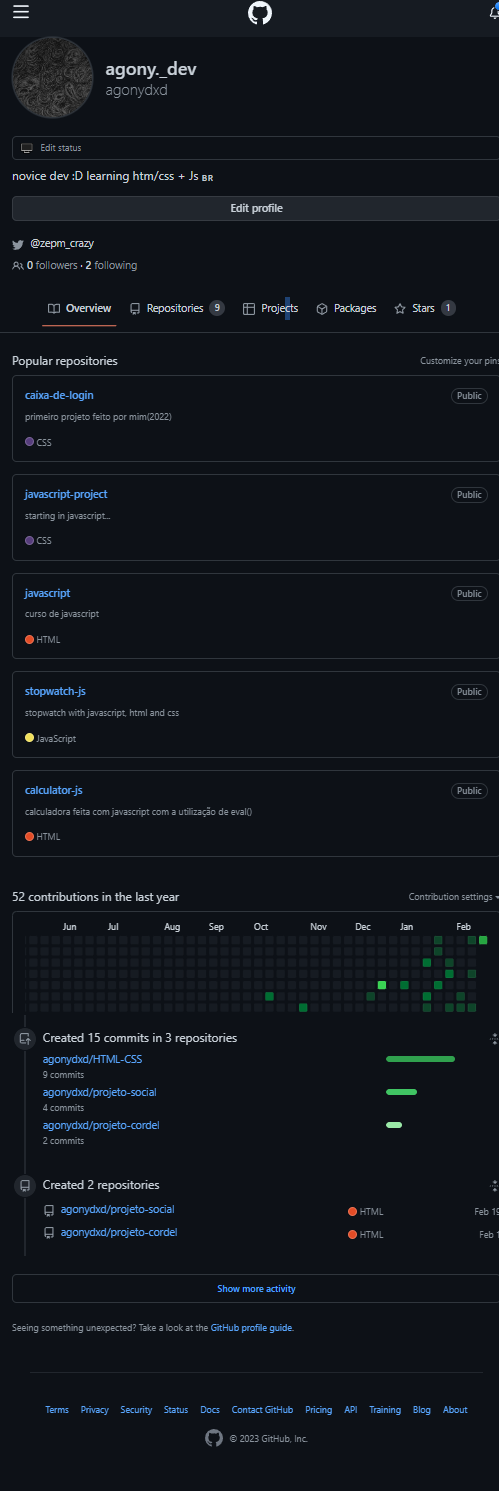 agony._dev
agonydxd
Edit status
novice dev :D learning htm/css + Js BR
Edit profile
@zepm_crazy
0 followers · 2 following
Overview Repositories 9 Projects Packages Stars 1
Popular repositories Customize your pins
caixa-de-login Public
primeiro projeto feito por mim(2022)
CSS
javascript-project Public
starting in javascript...
CSS
javascript Public
curso de javascript
HTML
stopwatch-js Public
stopwatch with javascript, html and css
JavaScript
calculator-js Public
calculadora feita com javascript com a utilização de eval()
HTML
52 contributions in the last year Contribution settings
Jun Jul Aug Sep Oct Nov Dec Jan Feb
Created 15 commits in 3 repositories
agonydxd/HTML-CSS
9 commits
agonydxd/projeto-social
4 commits
agonydxd/projeto-cordel
2 commits
Created 2 repositories
agonydxd/projeto-social HTML Feb 19
agonydxd/projeto-cordel HTML Feb 1
Show more activity
Seeing something unexpected? Take a look at the GitHub profile guide.
Terms Privacy Security Status Docs Contact GitHub Pricing API Training Blog About
© 2023 GitHub, Inc.